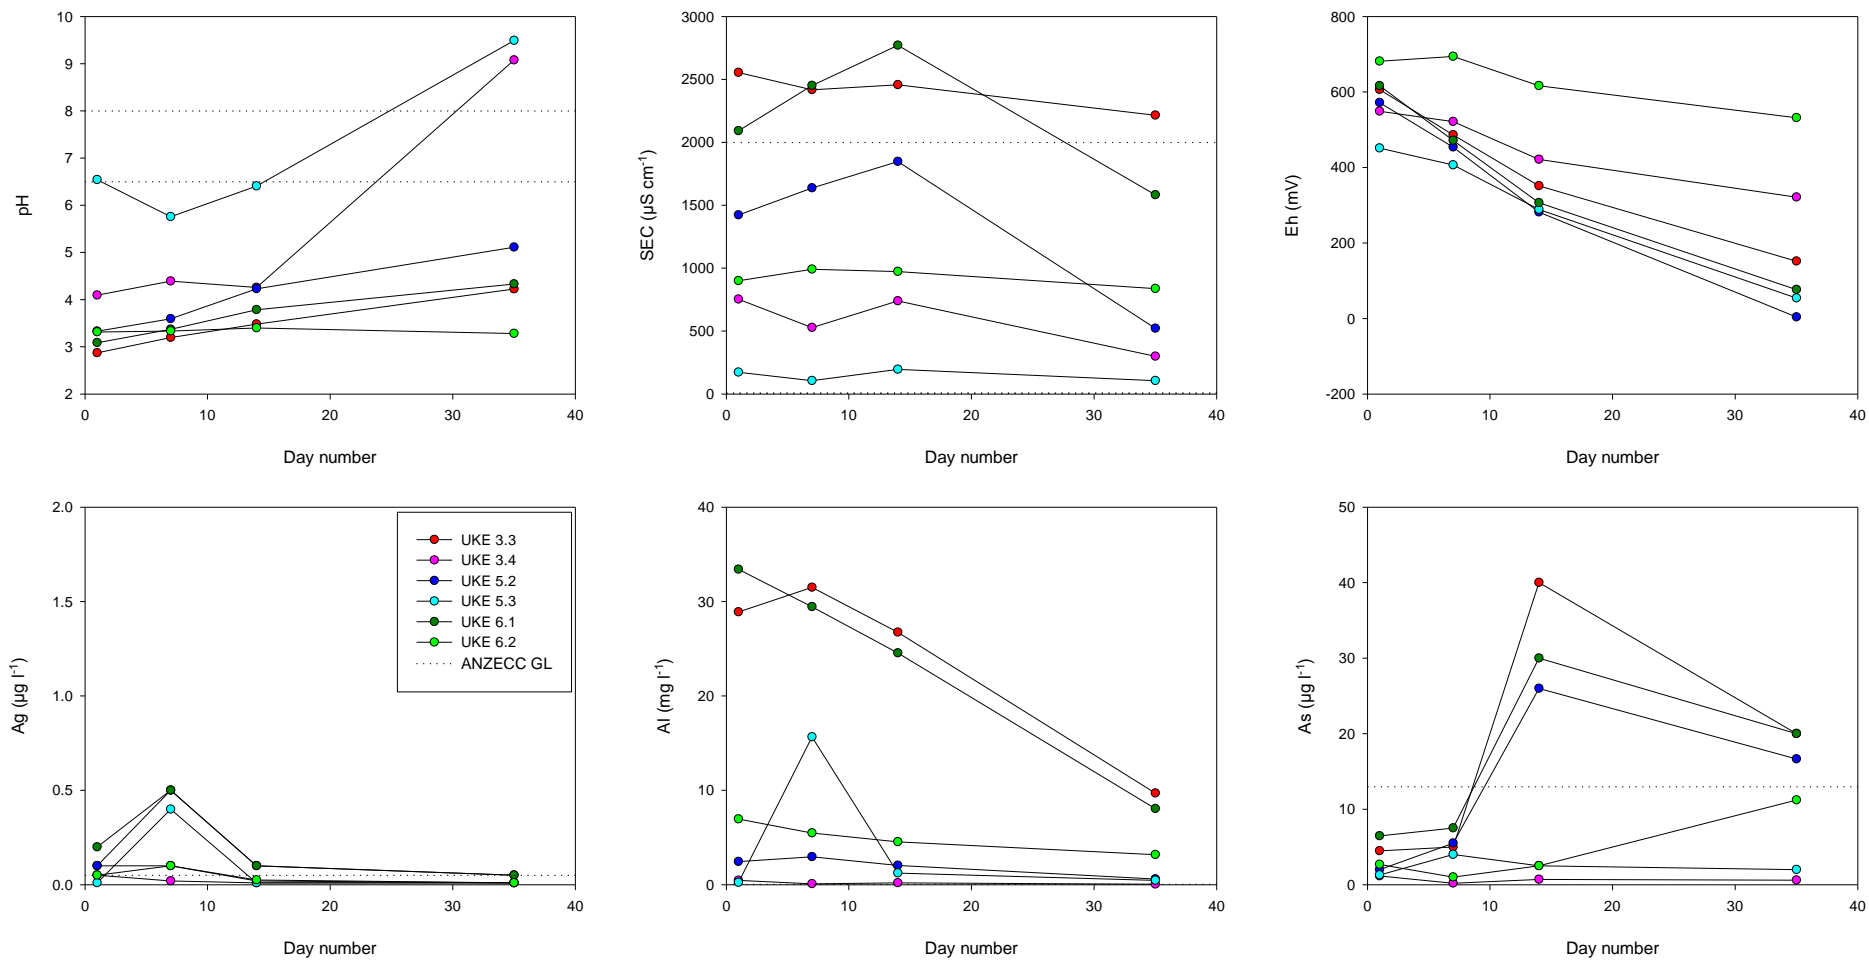 10
9
8
7
6
5
4
3
2
pH
0 10 20 30 40
Day number
3000
2500
2000
1500
1000
500
0
SEC (µS cm⁻¹)
0 10 20 30 40
Day number
800
600
400
200
0
-200
Eh (mV)
0 10 20 30 40
Day number
2.0
1.5
1.0
0.5
0.0
Ag (µg l⁻¹)
UKE 3.3
UKE 3.4
UKE 5.2
UKE 5.3
UKE 6.1
UKE 6.2
ANZECC GL
0 10 20 30 40
Day number
40
30
20
10
0
Al (mg l⁻¹)
0 10 20 30 40
Day number
50
40
30
20
10
0
As (µg l⁻¹)
0 10 20 30 40
Day number